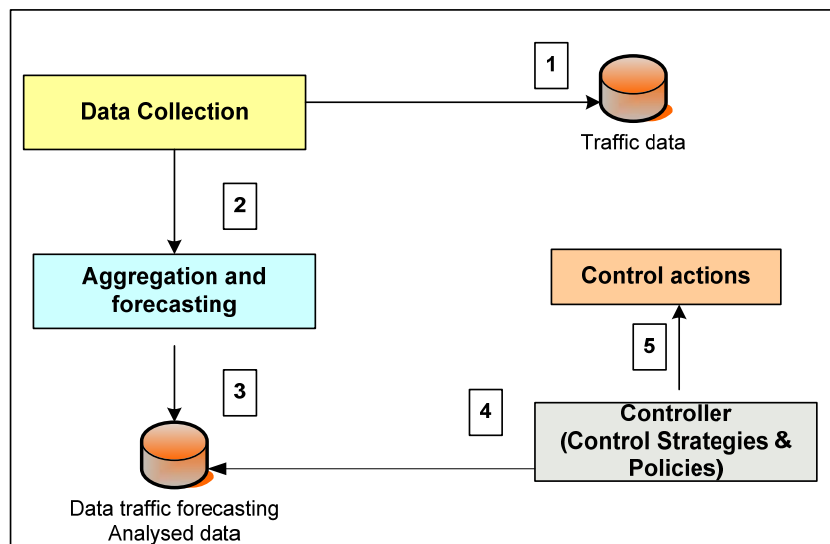 1
Data Collection
Traffic data
2
Aggregation and
forecasting
Control actions
5
3
4
Controller
(Control Strategies &
Policies)
Data traffic forecasting
Analysed data